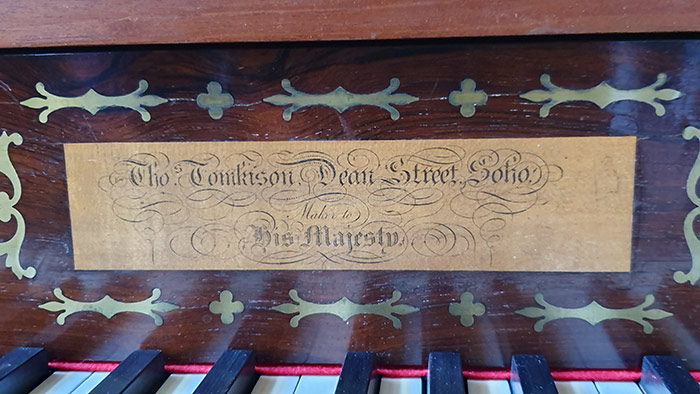 Thos. Tomkison, Dean Street, Soho,
Maker to
His Majesty.